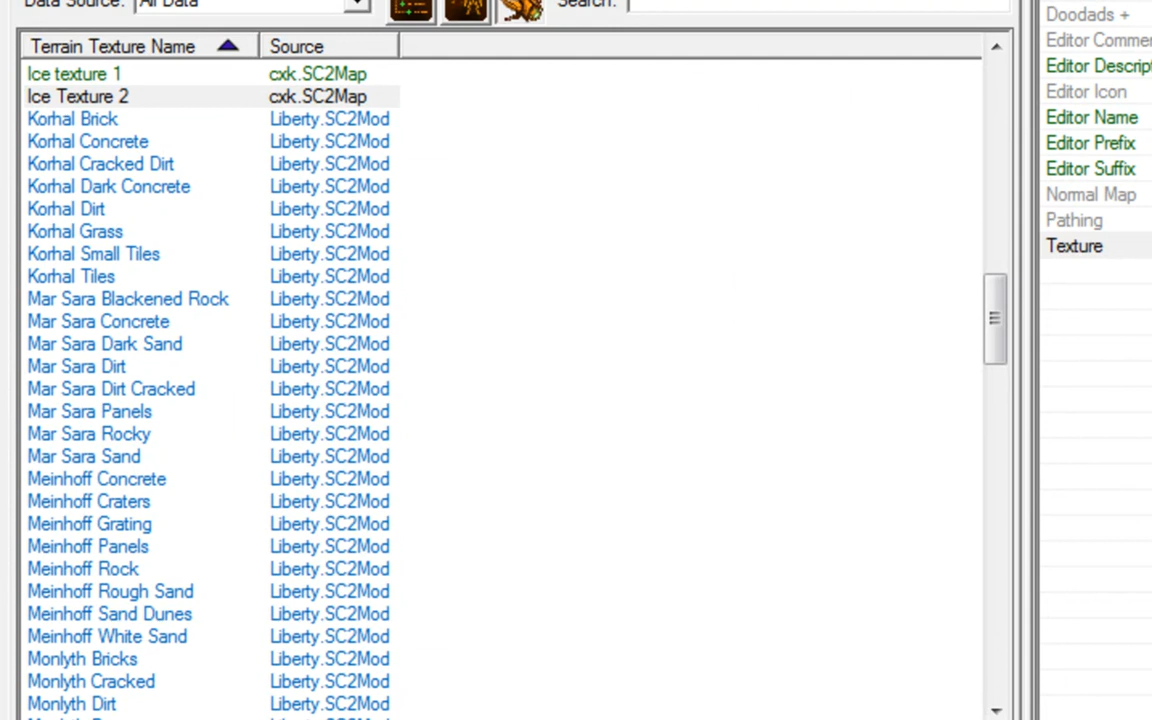 Data Source: All Data Search:
Terrain Texture Name Source
Ice texture 1 cxk.SC2Map
Ice Texture 2 cxk.SC2Map
Korhal Brick Liberty.SC2Mod
Korhal Concrete Liberty.SC2Mod
Korhal Cracked Dirt Liberty.SC2Mod
Korhal Dark Concrete Liberty.SC2Mod
Korhal Dirt Liberty.SC2Mod
Korhal Grass Liberty.SC2Mod
Korhal Small Tiles Liberty.SC2Mod
Korhal Tiles Liberty.SC2Mod
Mar Sara Blackened Rock Liberty.SC2Mod
Mar Sara Concrete Liberty.SC2Mod
Mar Sara Dark Sand Liberty.SC2Mod
Mar Sara Dirt Liberty.SC2Mod
Mar Sara Dirt Cracked Liberty.SC2Mod
Mar Sara Panels Liberty.SC2Mod
Mar Sara Rocky Liberty.SC2Mod
Mar Sara Sand Liberty.SC2Mod
Meinhoff Concrete Liberty.SC2Mod
Meinhoff Craters Liberty.SC2Mod
Meinhoff Grating Liberty.SC2Mod
Meinhoff Panels Liberty.SC2Mod
Meinhoff Rock Liberty.SC2Mod
Meinhoff Rough Sand Liberty.SC2Mod
Meinhoff Sand Dunes Liberty.SC2Mod
Meinhoff White Sand Liberty.SC2Mod
Monlyth Bricks Liberty.SC2Mod
Monlyth Cracked Liberty.SC2Mod
Monlyth Dirt Liberty.SC2Mod
Doodads +
Editor Commer
Editor Descript
Editor Icon
Editor Name
Editor Prefix
Editor Suffix
Normal Map
Pathing
Texture